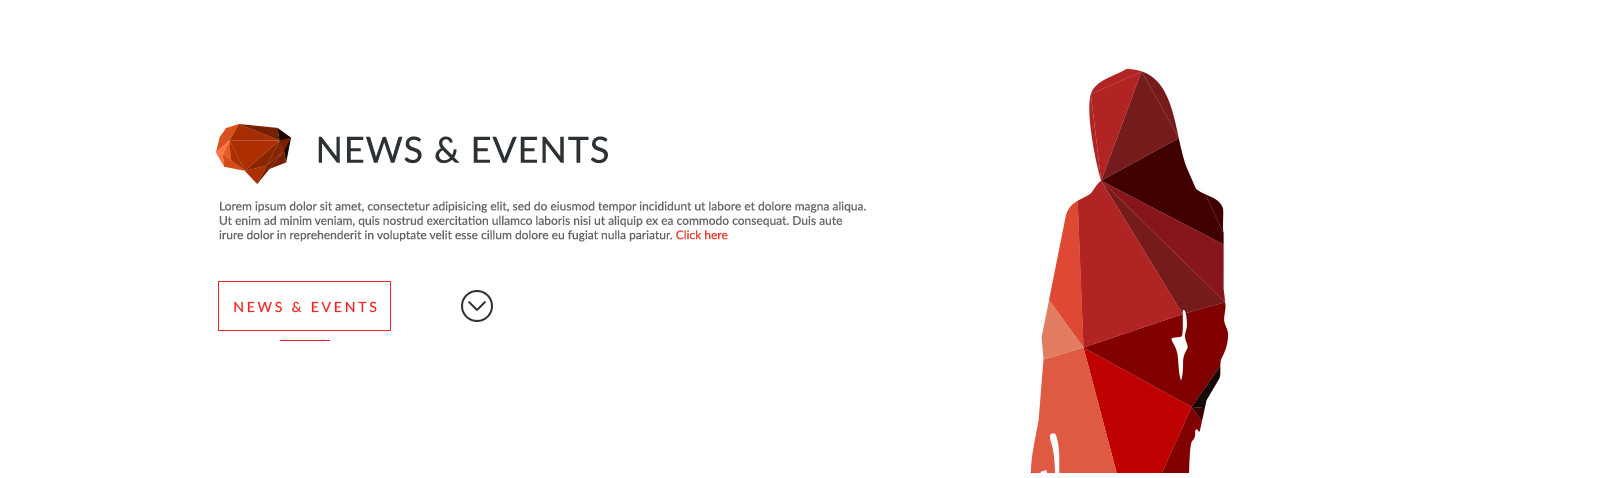 NEWS & EVENTS
Lorem ipsum dolor sit amet, consectetur adipisicing elit, sed do eiusmod tempor incididunt ut labore et dolore magna aliqua.
Ut enim ad minim veniam, quis nostrud exercitation ullamco laboris nisi ut aliquip ex ea commodo consequat. Duis aute
irure dolor in reprehenderit in voluptate velit esse cillum dolore eu fugiat nulla pariatur. Click here
NEWS & EVENTS